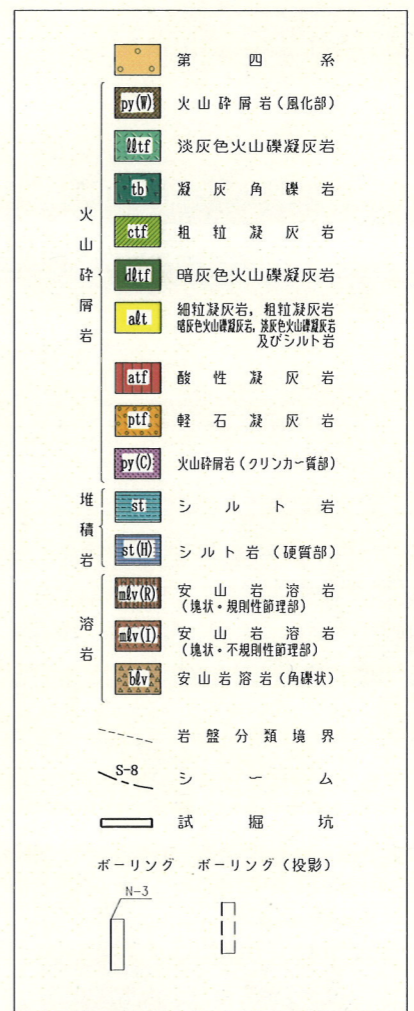 第四系
py(W) 火山砕屑岩(風化部)
lltf 淡灰色火山礫凝灰岩
tb 凝灰角礫岩
ctf 粗粒凝灰岩
dltf 暗灰色火山礫凝灰岩
alt 細粒凝灰岩, 粗粒凝灰岩
暗灰色火山礫凝灰岩, 淡灰色火山礫凝灰岩
及びシルト岩
atf 酸性凝灰岩
ptf 軽石凝灰岩
py(C) 火山砕屑岩(クリンカー質部)
火山砕屑岩
st シルト岩
st(H) シルト岩(硬質部)
堆積岩
mlv(R) 安山岩溶岩
(塊状・規則性節理部)
mlv(I) 安山岩溶岩
(塊状・不規則性節理部)
blv 安山岩溶岩(角礫状)
溶岩
岩盤分類境界
S-8 シーム
試掘坑
ボーリング ボーリング(投影)
N-3